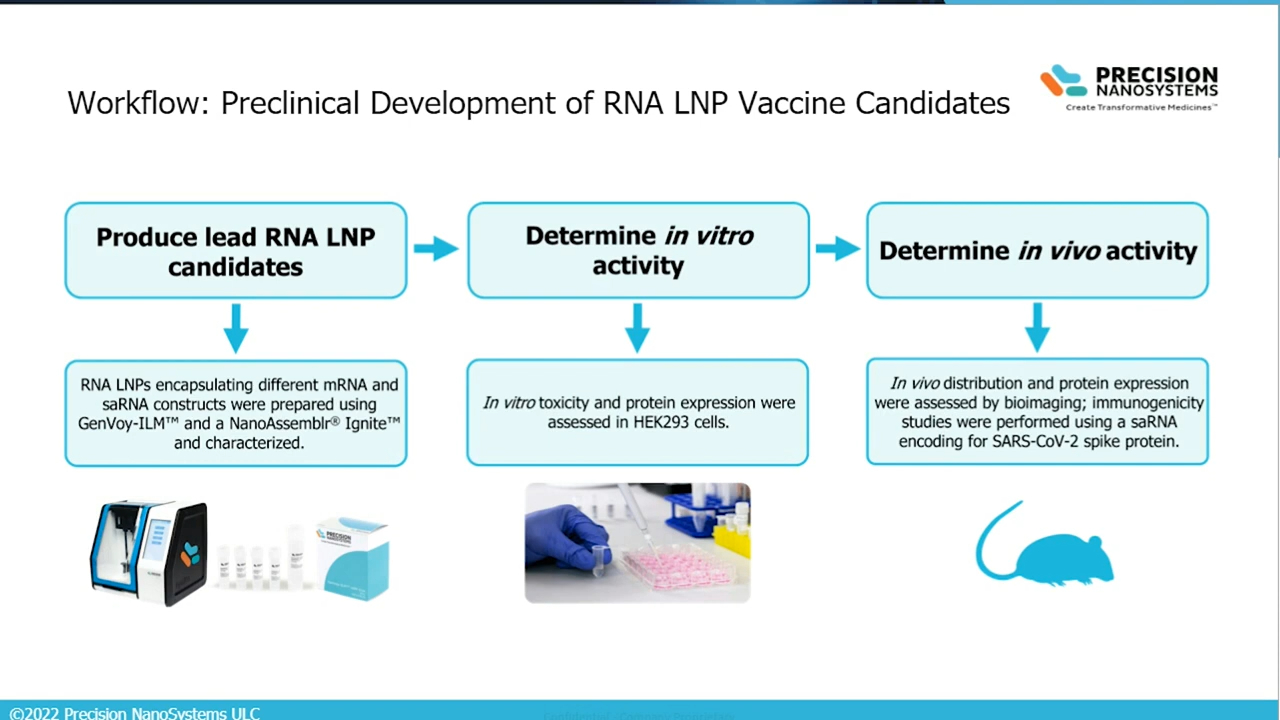 Workflow: Preclinical Development of RNA LNP Vaccine Candidates
PRECISION
NANOSYSTEMS
Create Transformative Medicines™
Produce lead RNA LNP
candidates
Determine in vitro
activity
Determine in vivo activity
RNA LNPs encapsulating different mRNA and
saRNA constructs were prepared using
GenVoy-ILM™ and a NanoAssemblr® Ignite™
and characterized.
In vitro toxicity and protein expression were
assessed in HEK293 cells.
In vivo distribution and protein expression
were assessed by bioimaging; immunogenicity
studies were performed using a saRNA
encoding for SARS-CoV-2 spike protein.
PRECISION
NANOSYSTEMS
©2022 Precision NanoSystems ULC